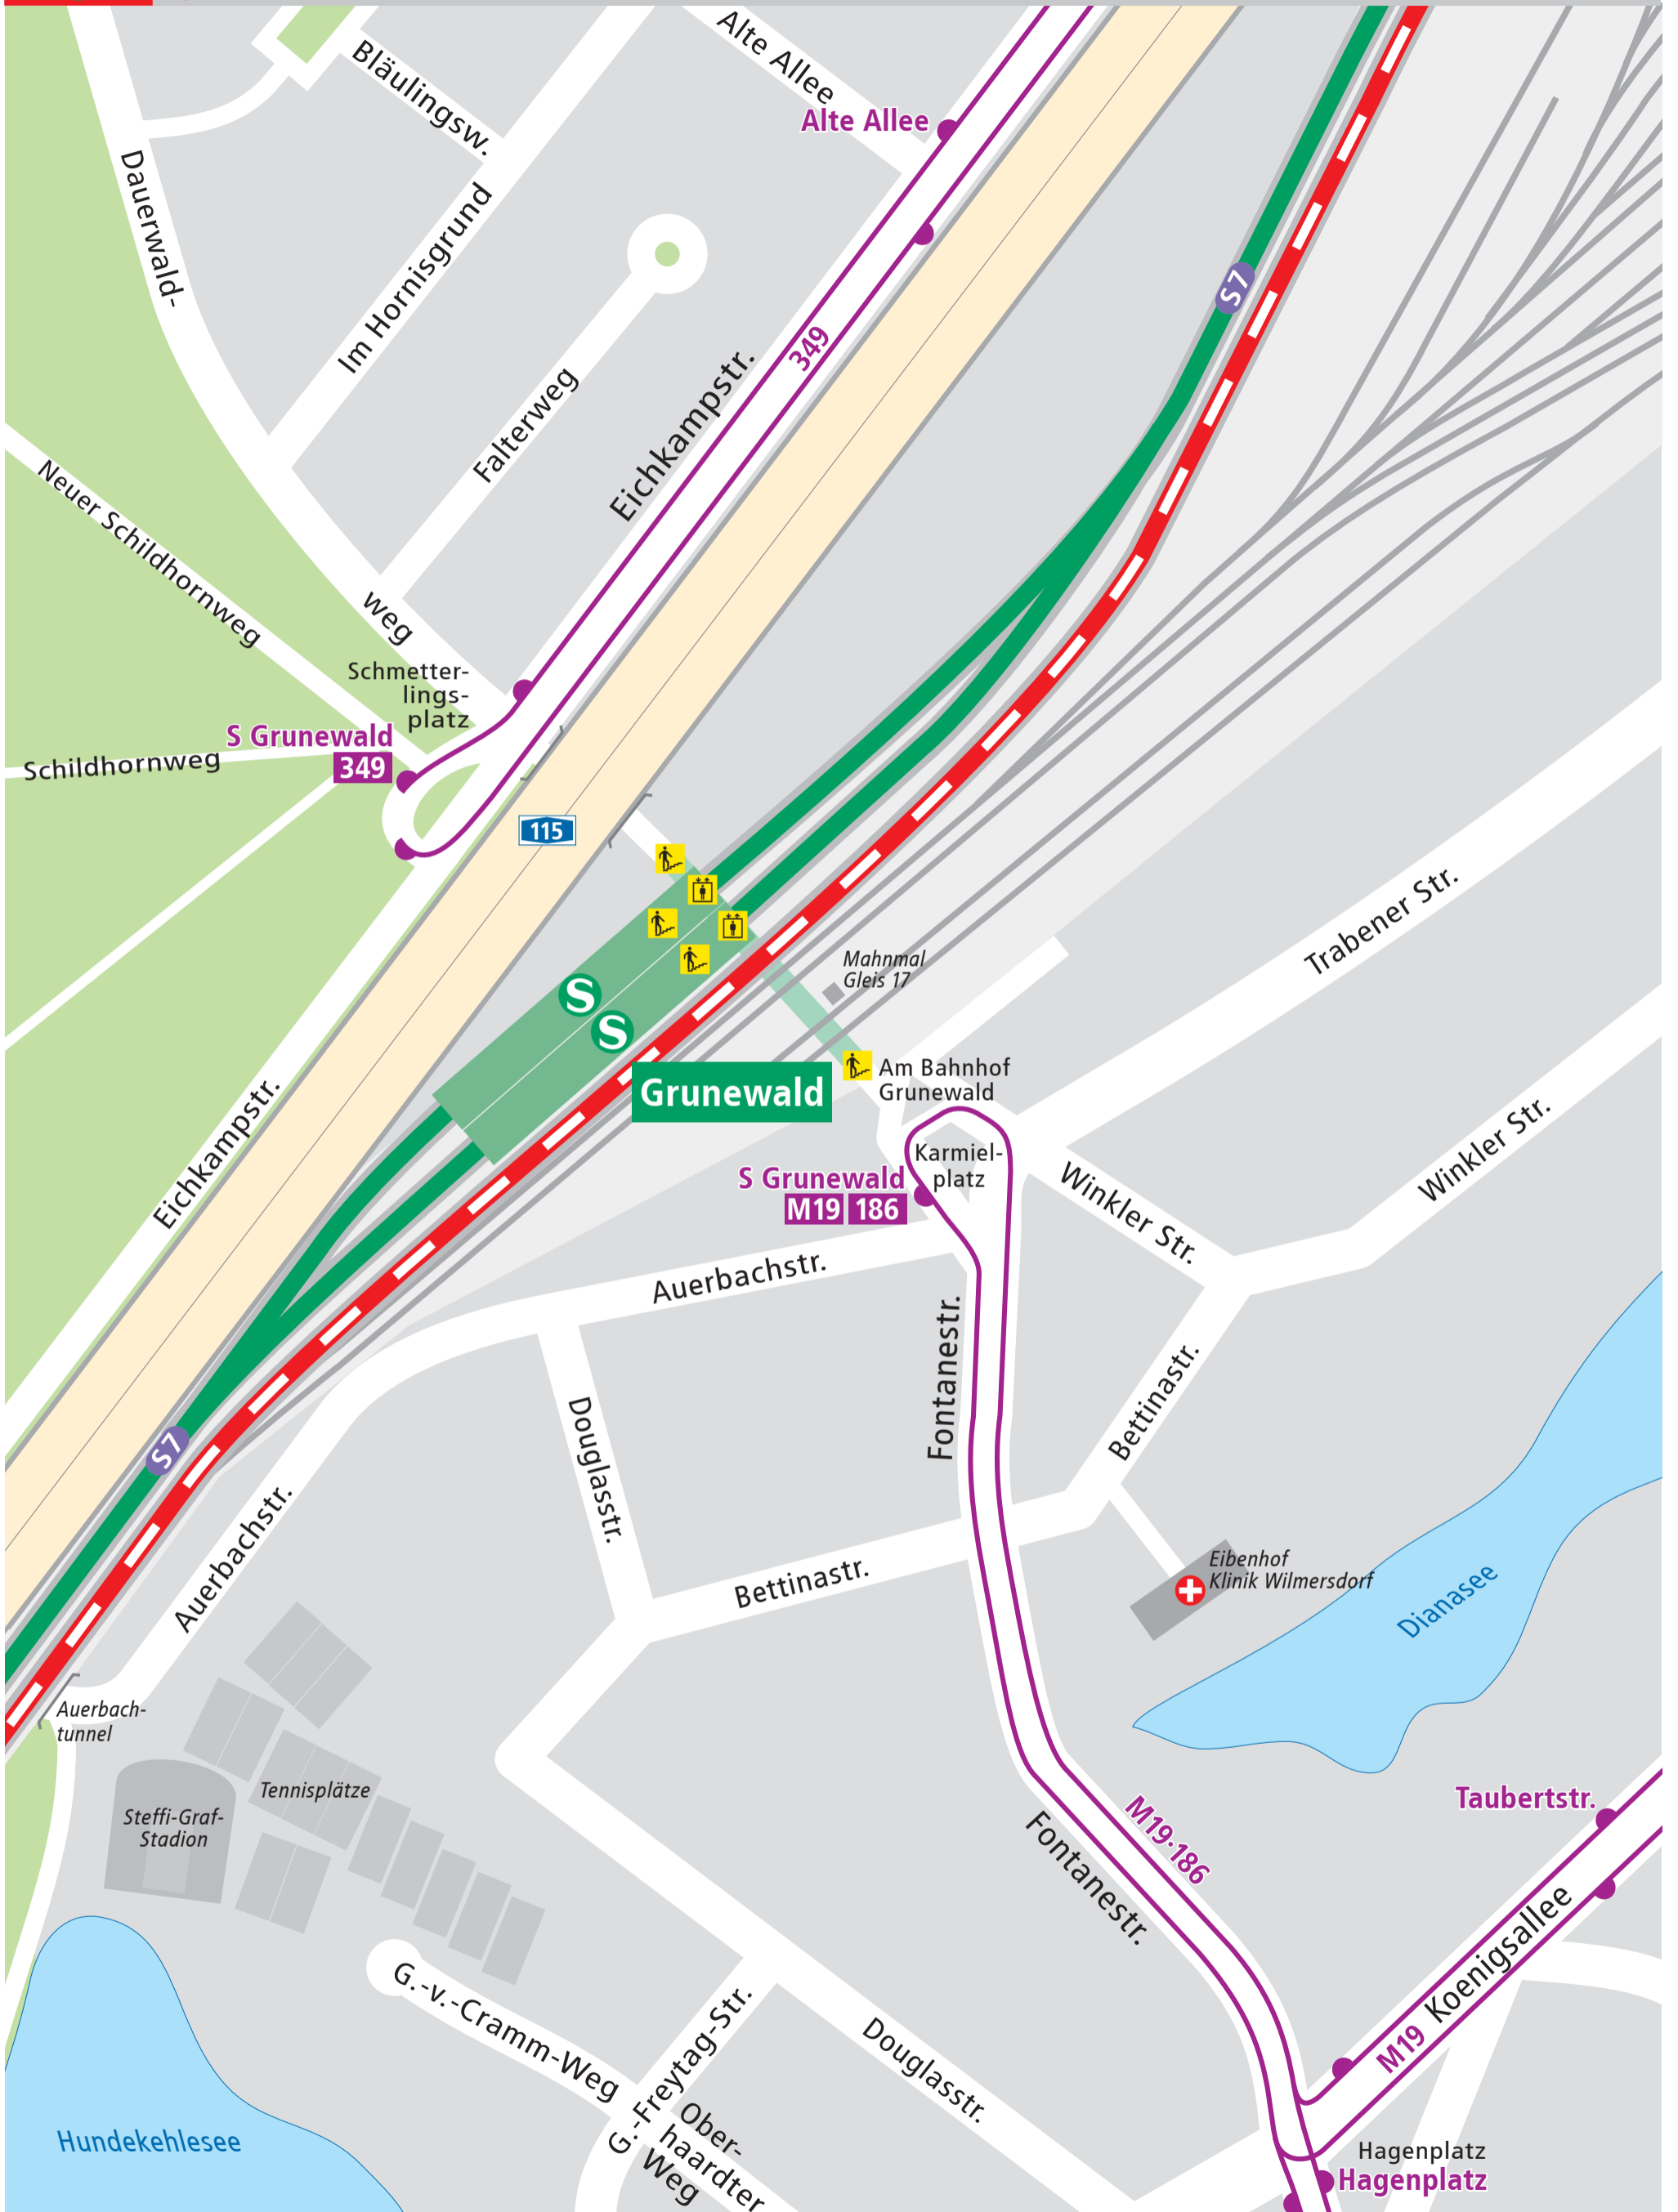 Alte Allee
Bläulingsw.
Alte Allee
Dauerwald-
Im Hornisgrund
S 7
349
Eichkampstr.
Falterweg
Neuer Schildhornweg
weg
Schmetter-
lings-
platz
S Grunewald
349
Schildhornweg
115
Trabener Str.
Mahnmal
Gleis 17
S
S
Grunewald
Am Bahnhof
Grunewald
Eichkampstr.
Karmiel-
platz
S Grunewald
M19 186
Winkler Str.
Winkler Str.
Auerbachstr.
Fontanestr.
Bettinastr.
Douglasstr.
S 7
Auerbachstr.
Bettinastr.
Eibenhof
Klinik Wilmersdorf
Dianasee
Auerbach-
tunnel
Tennisplätze
Steffi-Graf-
Stadion
Taubertstr.
M19·186
Fontanestr.
Koenigsallee
M19
G.-v.-Cramm-Weg
G.-Freytag-Str.
Douglasstr.
Ober-
haardter
Weg
Hundekehlesee
Hagenplatz
Hagenplatz